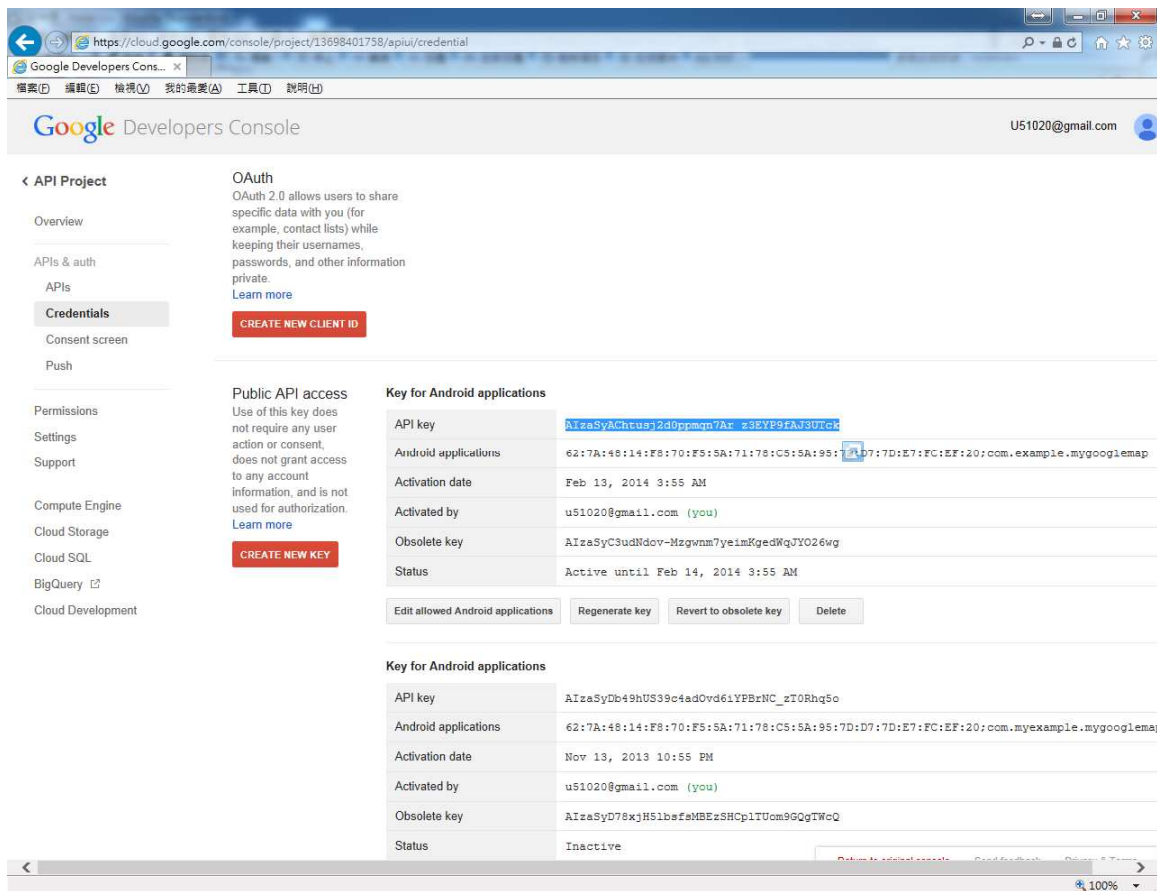 https://cloud.google.com/console/project/13698401758/apiui/credential
Google Developers Cons...
檔案(F) 編輯(E) 檢視(V) 我的最愛(A) 工具(T) 說明(H)
Google Developers Console
U51020@gmail.com
API Project
Overview
APIs & auth
APIs
Credentials
Consent screen
Push
Permissions
Settings
Support
Compute Engine
Cloud Storage
Cloud SQL
BigQuery
Cloud Development
OAuth
OAuth 2.0 allows users to share
specific data with you (for
example, contact lists) while
keeping their usernames,
passwords, and other information
private.
Learn more
CREATE NEW CLIENT ID
Public API access
Use of this key does
not require any user
action or consent,
does not grant access
to any account
information, and is not
used for authorization.
Learn more
CREATE NEW KEY
Key for Android applications
API key AIzaSyAChtusj2d0ppmqn7Ar z3EYP9fAJ3UTck
Android applications 62:7A:48:14:F8:70:F5:5A:71:78:C5:5A:95:7 D7:7D:E7:FC:EF:20;com.example.mygooglemap
Activation date Feb 13, 2014 3:55 AM
Activated by u51020@gmail.com (you)
Obsolete key AIzaSyC3udNdov-Mzgwnm7yeimKgedWqJYO26wg
Status Active until Feb 14, 2014 3:55 AM
Edit allowed Android applications Regenerate key Revert to obsolete key Delete
Key for Android applications
API key AIzaSyDb49hUS39c4adOvd6iYPBrNC_zT0Rhq5o
Android applications 62:7A:48:14:F8:70:F5:5A:71:78:C5:5A:95:7D:D7:7D:E7:FC:EF:20;com.myexample.mygooglemap
Activation date Nov 13, 2013 10:55 PM
Activated by u51020@gmail.com (you)
Obsolete key AIzaSyD78xjH5lbsfsMBEzSHCplTUom9GQgTWcQ
Status Inactive
100%